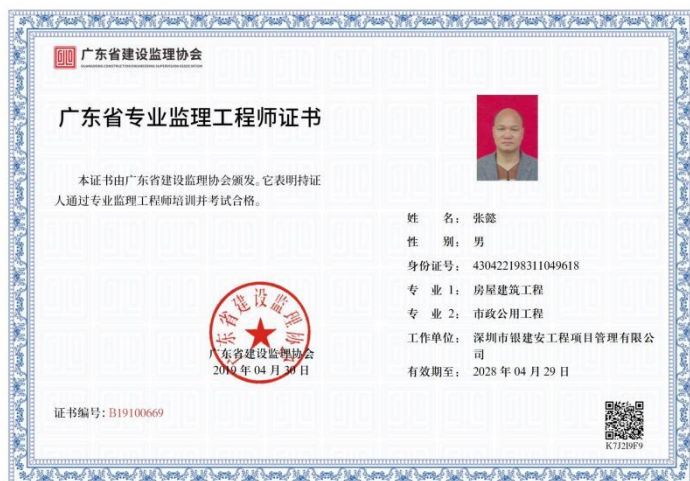 广东省建设监理协会
GUANGDONG CONSTRUCTION ENGINEERING SUPERVISION ASSOCIATION
广东省专业监理工程师证书
本证书由广东省建设监理协会颁发。它表明持证
人通过专业监理工程师培训并考试合格。
姓 名： 张懿
性 别： 男
身份证号： 430422198311049618
专 业 1： 房屋建筑工程
专 业 2： 市政公用工程
工作单位： 深圳市银建安工程项目管理有限公
司
有效期至： 2028 年 04 月 29 日
广东省建设监理协会
广东省建设监理协会
2019 年 04 月 30 日
证书编号：B19100669
K7J2I9F9